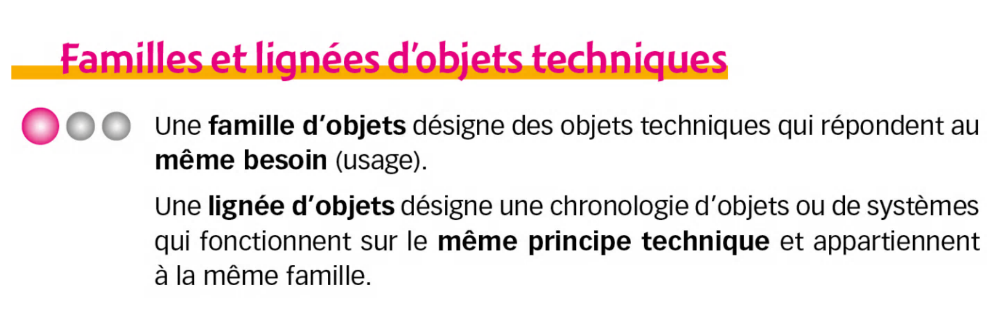 Familles et lignées d'objets techniques
Une famille d'objets désigne des objets techniques qui répondent au
même besoin (usage).
Une lignée d'objets désigne une chronologie d'objets ou de systèmes
qui fonctionnent sur le même principe technique et appartiennent
à la même famille.